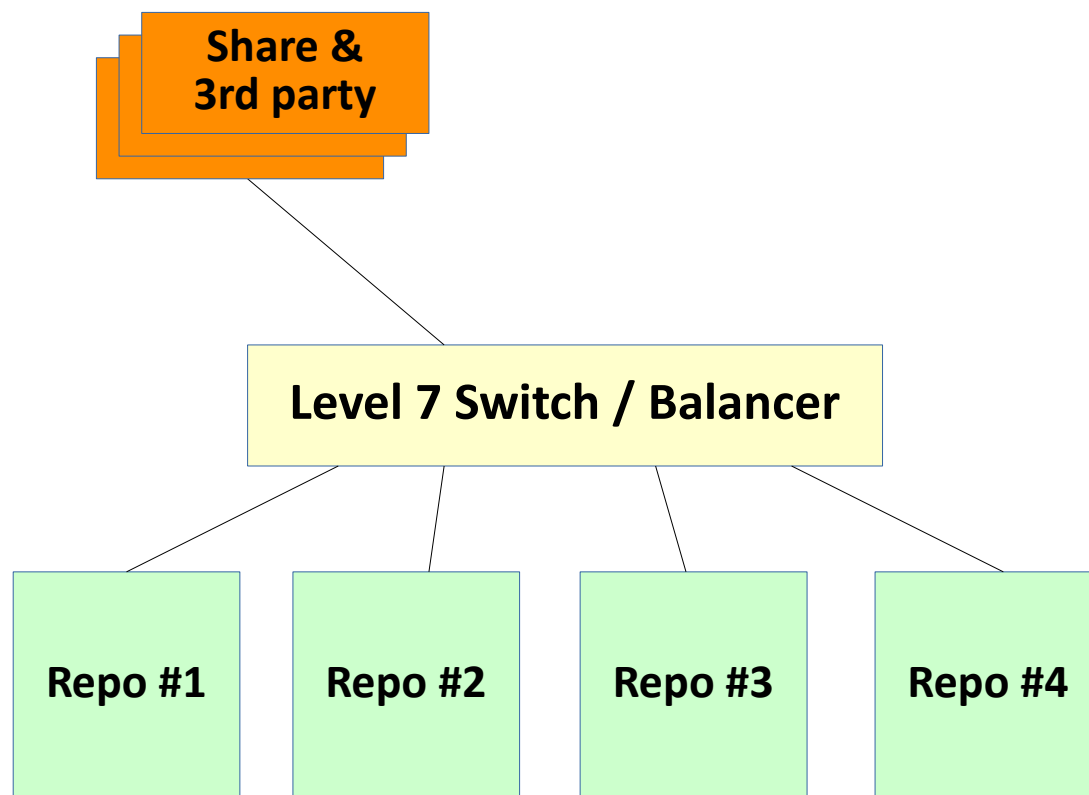 Share &
3rd party
Level 7 Switch / Balancer
Repo #1
Repo #2
Repo #3
Repo #4